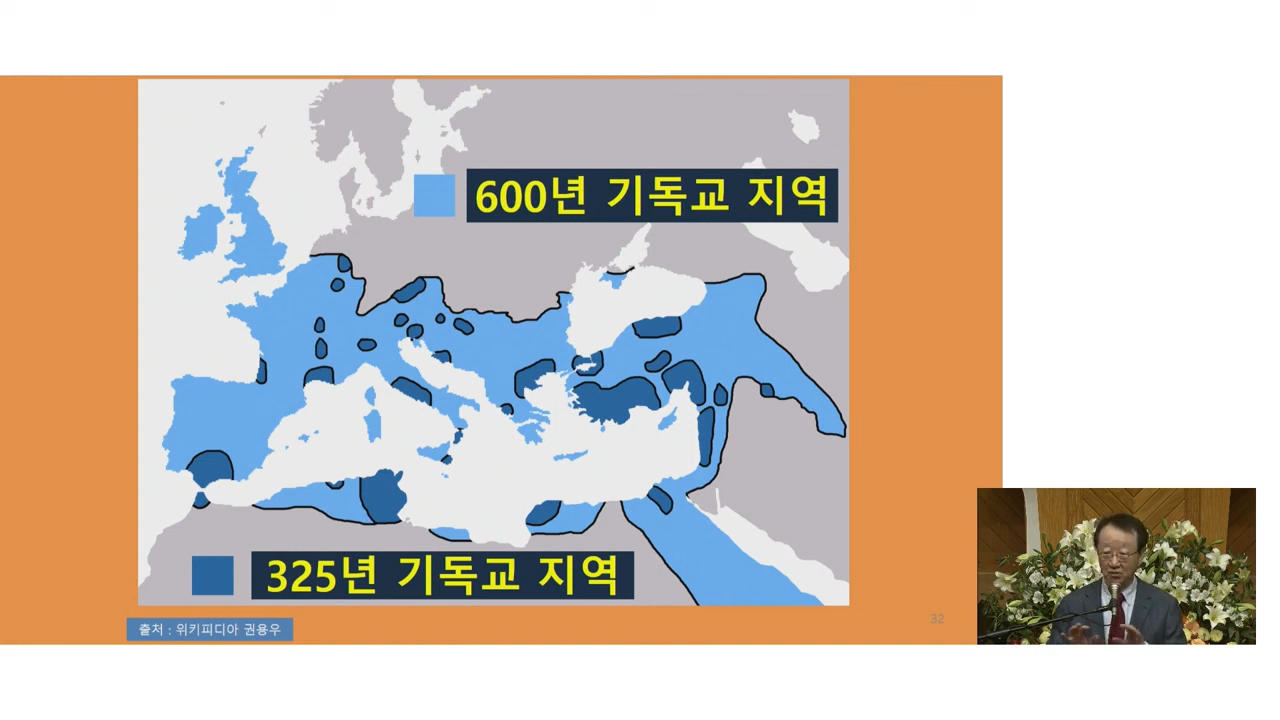 600년 기독교 지역
325년 기독교 지역
출처 : 위키피디아 권용우
32